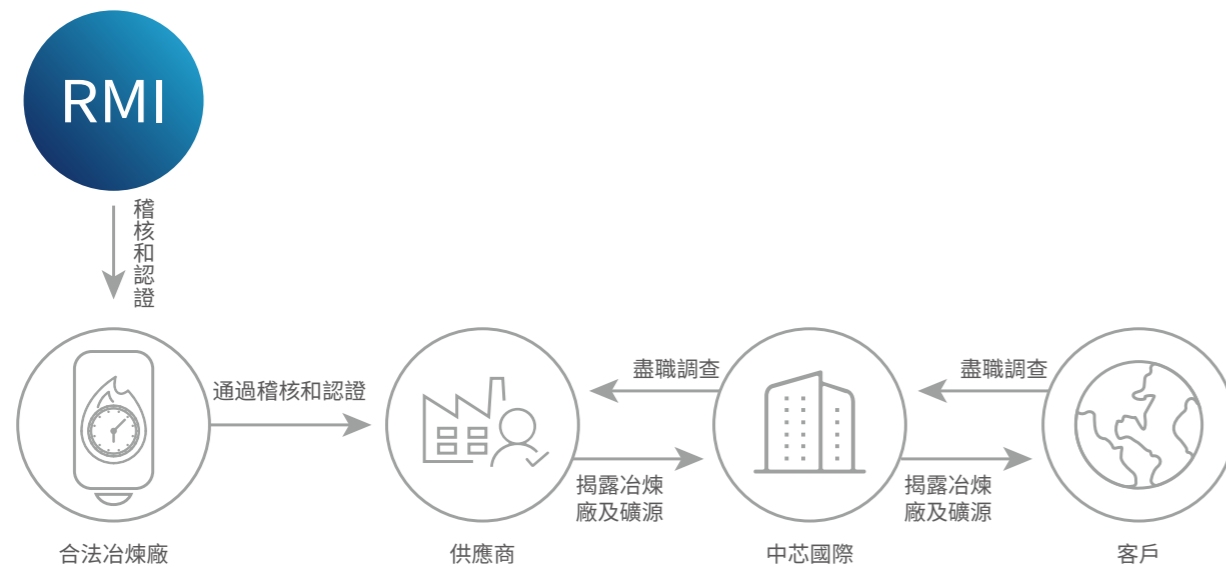 RMI
稽核和認證
通過稽核和認證
盡職調查
盡職調查
揭露冶煉
廠及礦源
揭露冶煉
廠及礦源
合法冶煉廠
供應商
中芯國際
客戶